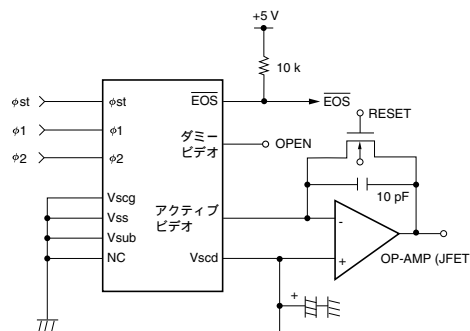 +5 V
10 k
φst
φst
EOS
EOS
RESET
φ1
φ1
ダミー
ビデオ
OPEN
φ2
φ2
10 pF
Vscg
Vss
アクティブ
ビデオ
-
Vsub
NC
Vscd
+
OP-AMP (JFET
+